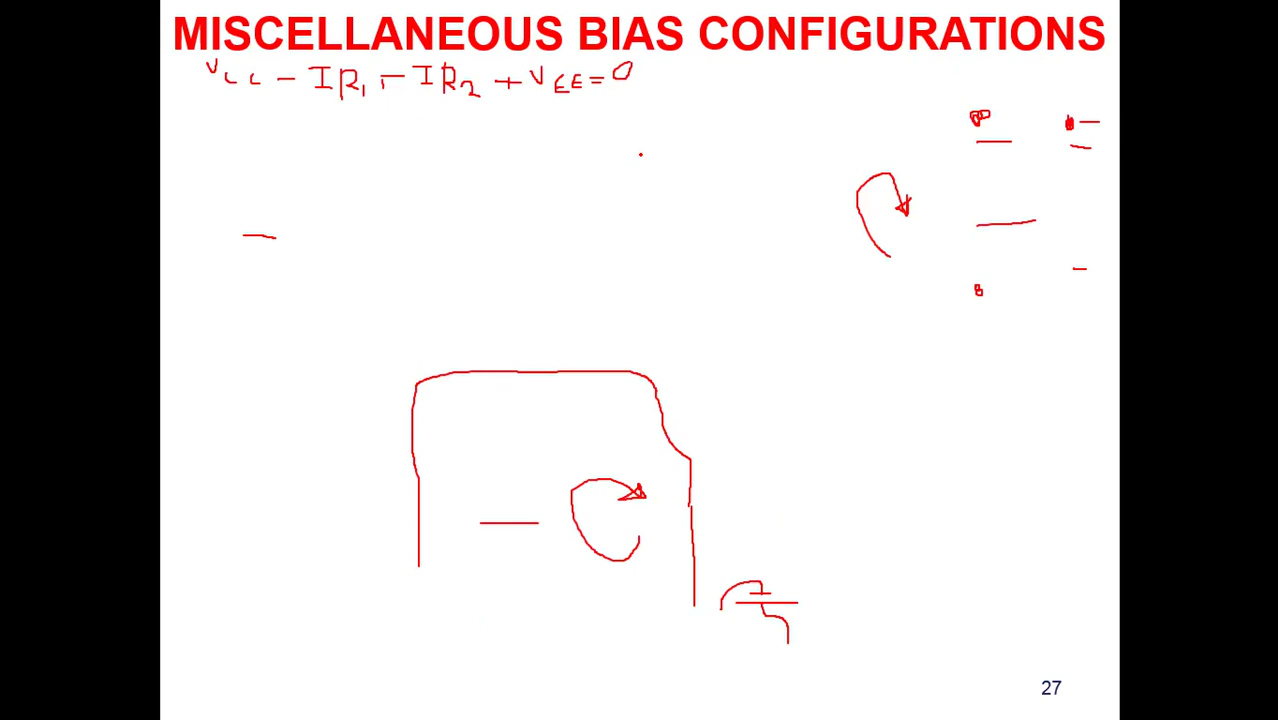 MISCELLANEOUS BIAS CONFIGURATIONS
VCC - IR1 - IR2 + VEE = 0
27